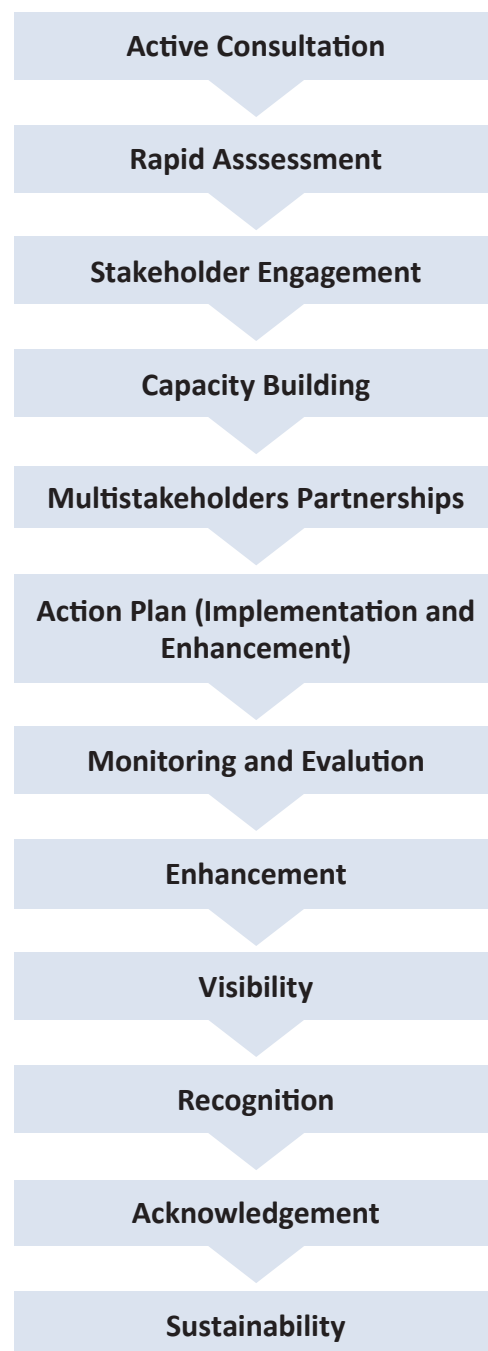 Active Consultation
Rapid Asssessment
Stakeholder Engagement
Capacity Building
Multistakeholders Partnerships
Action Plan (Implementation and
Enhancement)
Monitoring and Evalution
Enhancement
Visibility
Recognition
Acknowledgement
Sustainability